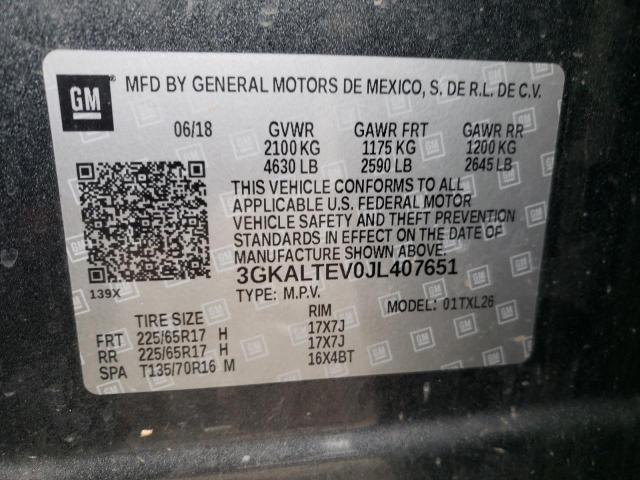 GM MFD BY GENERAL MOTORS DE MEXICO, S. DE R.L. DE C.V.
06/18 GVWR GAWR FRT GAWR RR
2100 KG 1175 KG 1200 KG
4630 LB 2590 LB 2645 LB
THIS VEHICLE CONFORMS TO ALL
APPLICABLE U.S. FEDERAL MOTOR
VEHICLE SAFETY AND THEFT PREVENTION
STANDARDS IN EFFECT ON THE DATE OF
MANUFACTURE SHOWN ABOVE.
3GKALTEV0JL407651
139X TYPE: M.P.V. MODEL: 01TXL26
TIRE SIZE RIM
FRT 225/65R17 H 17X7J
RR 225/65R17 H 17X7J
SPA T135/70R16 M 16X4BT